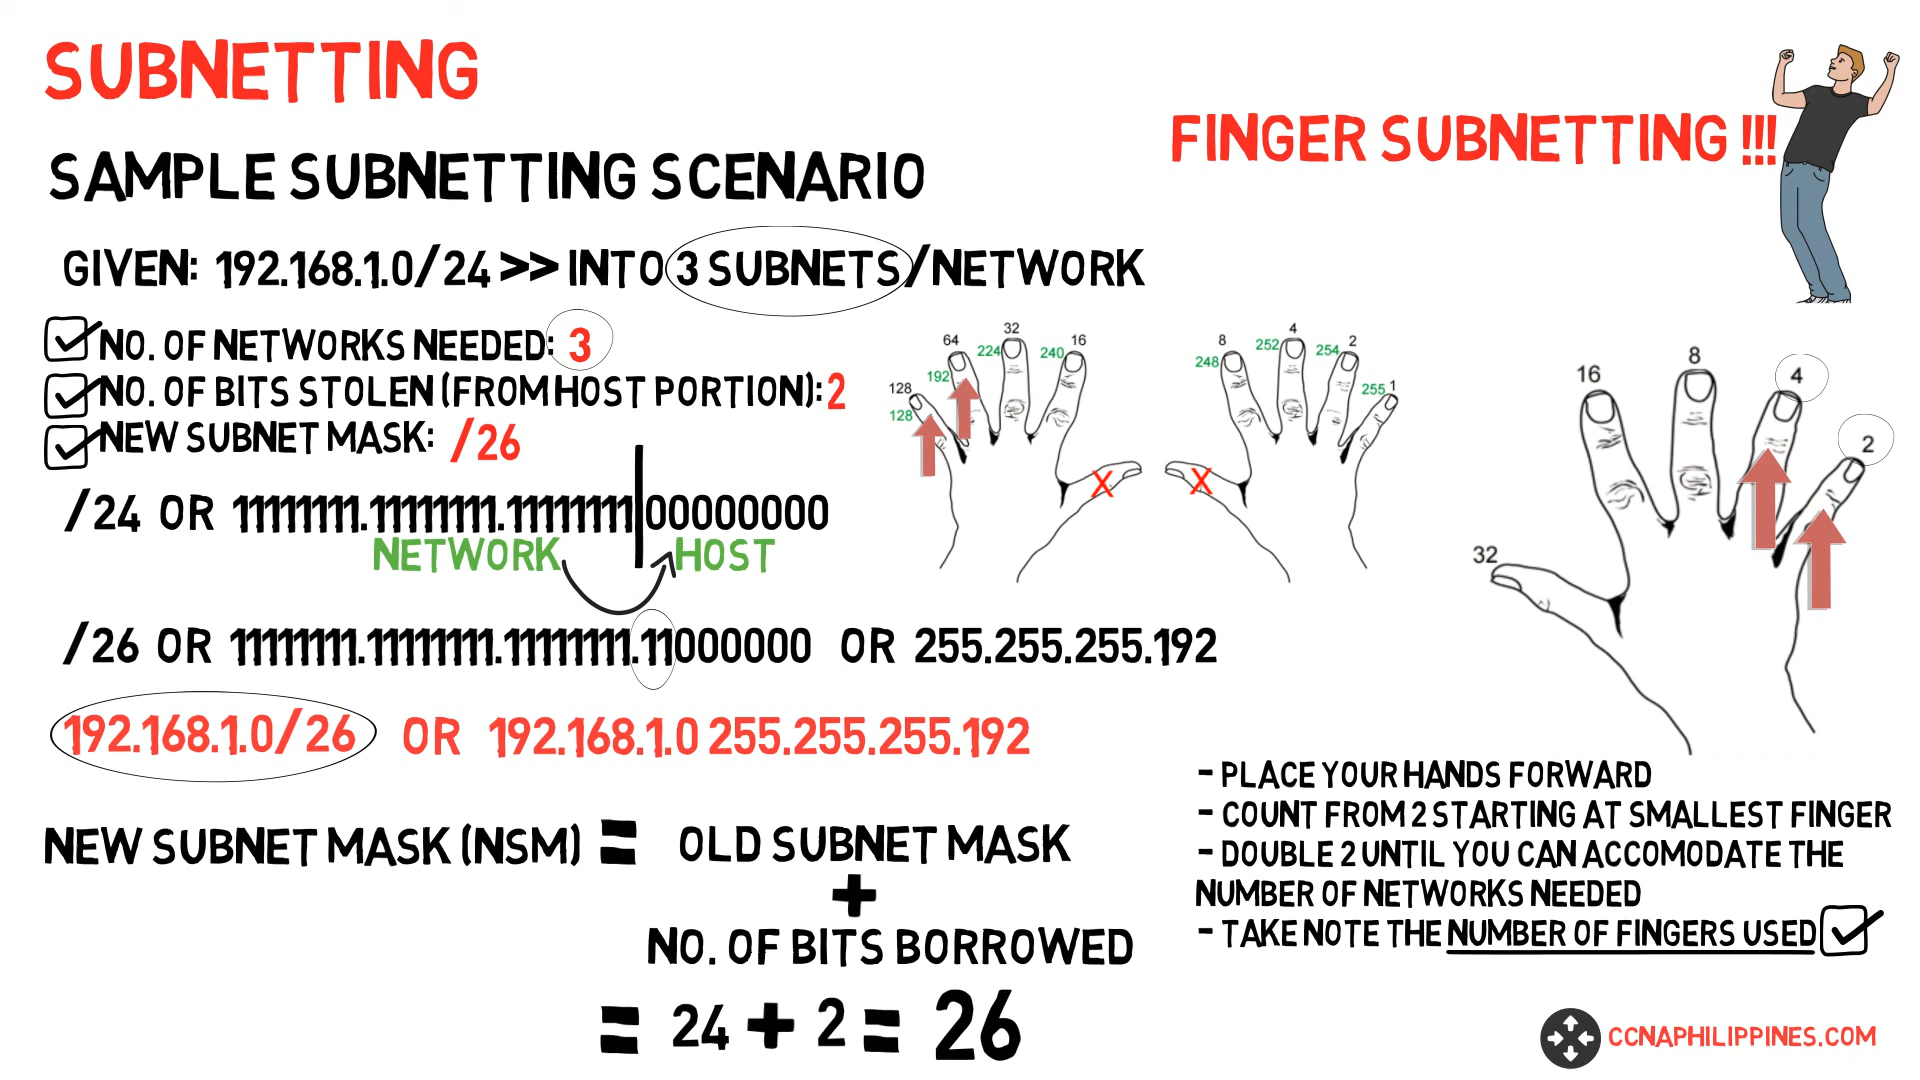 SUBNETTING
FINGER SUBNETTING !!!
SAMPLE SUBNETTING SCENARIO
GIVEN: 192.168.1.0/24 >> INTO 3 SUBNETS/NETWORK
NO. OF NETWORKS NEEDED: 3
NO. OF BITS STOLEN (FROM HOST PORTION): 2
NEW SUBNET MASK: /26
/24 OR 11111111.11111111.11111111 00000000
NETWORK HOST
/26 OR 11111111.11111111.11111111.11000000 OR 255.255.255.192
192.168.1.0/26 OR 192.168.1.0 255.255.255.192
NEW SUBNET MASK (NSM) = OLD SUBNET MASK
+
NO. OF BITS BORROWED
= 24 + 2 = 26
128 64 32 16
128 192 224 240
X
8 4 2 1
248 252 254 255
X
32 16 8 4 2
- PLACE YOUR HANDS FORWARD
- COUNT FROM 2 STARTING AT SMALLEST FINGER
- DOUBLE 2 UNTIL YOU CAN ACCOMODATE THE
NUMBER OF NETWORKS NEEDED
- TAKE NOTE THE NUMBER OF FINGERS USED
CCNAPHILIPPINES.COM